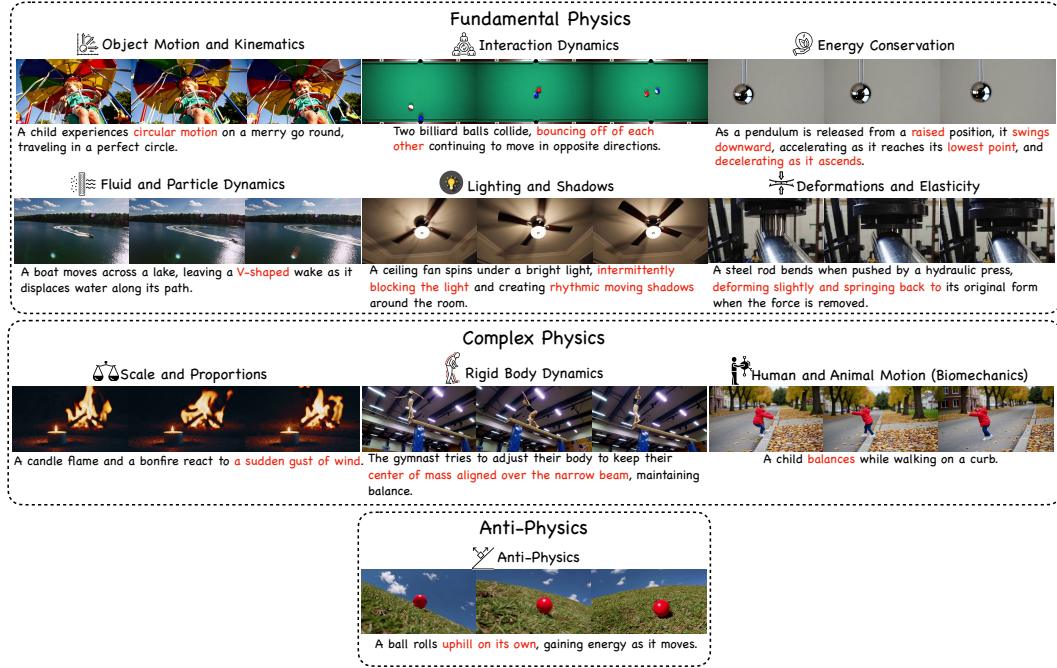 Fundamental Physics
Object Motion and Kinematics
A child experiences circular motion on a merry go round,
traveling in a perfect circle.
Interaction Dynamics
Two billiard balls collide, bouncing off of each
other continuing to move in opposite directions.
Energy Conservation
As a pendulum is released from a raised position, it swings
downward, accelerating as it reaches its lowest point, and
decelerating as it ascends.
Fluid and Particle Dynamics
A boat moves across a lake, leaving a V-shaped wake as it
displaces water along its path.
Lighting and Shadows
A ceiling fan spins under a bright light, intermittently
blocking the light and creating rhythmic moving shadows
around the room.
Deformations and Elasticity
A steel rod bends when pushed by a hydraulic press,
deforming slightly and springing back to its original form
when the force is removed.
Complex Physics
Scale and Proportions
A candle flame and a bonfire react to a sudden gust of wind.
Rigid Body Dynamics
The gymnast tries to adjust their body to keep their
center of mass aligned over the narrow beam, maintaining
balance.
Human and Animal Motion (Biomechanics)
A child balances while walking on a curb.
Anti-Physics
Anti-Physics
A ball rolls uphill on its own, gaining energy as it moves.